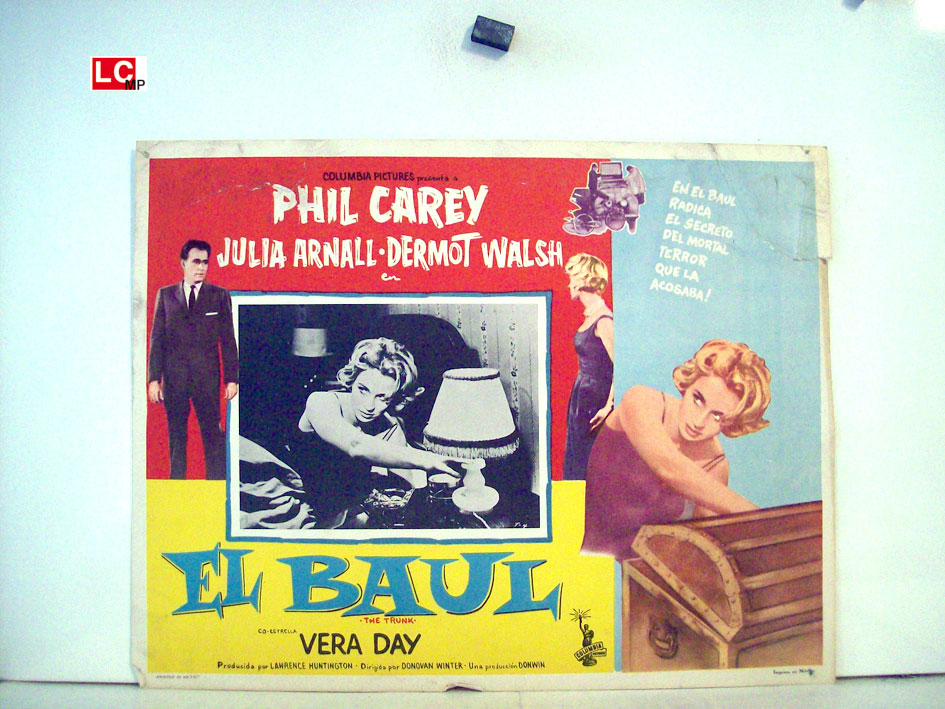 LC
MP
COLUMBIA PICTURES presenta a
PHIL CAREY
JULIA ARNALL · DERMOT WALSH
en
EN EL BAUL
RADICA
EL SECRETO
DEL MORTAL
TERROR
QUE LA
ACOSABA!
EL BAUL
· THE TRUNK ·
CO-ESTRELLA
VERA DAY
COLUMBIA
Producida por LAWRENCE HUNTINGTON · Dirigida por DONOVAN WINTER · Una producción DONWIN
Impreso en